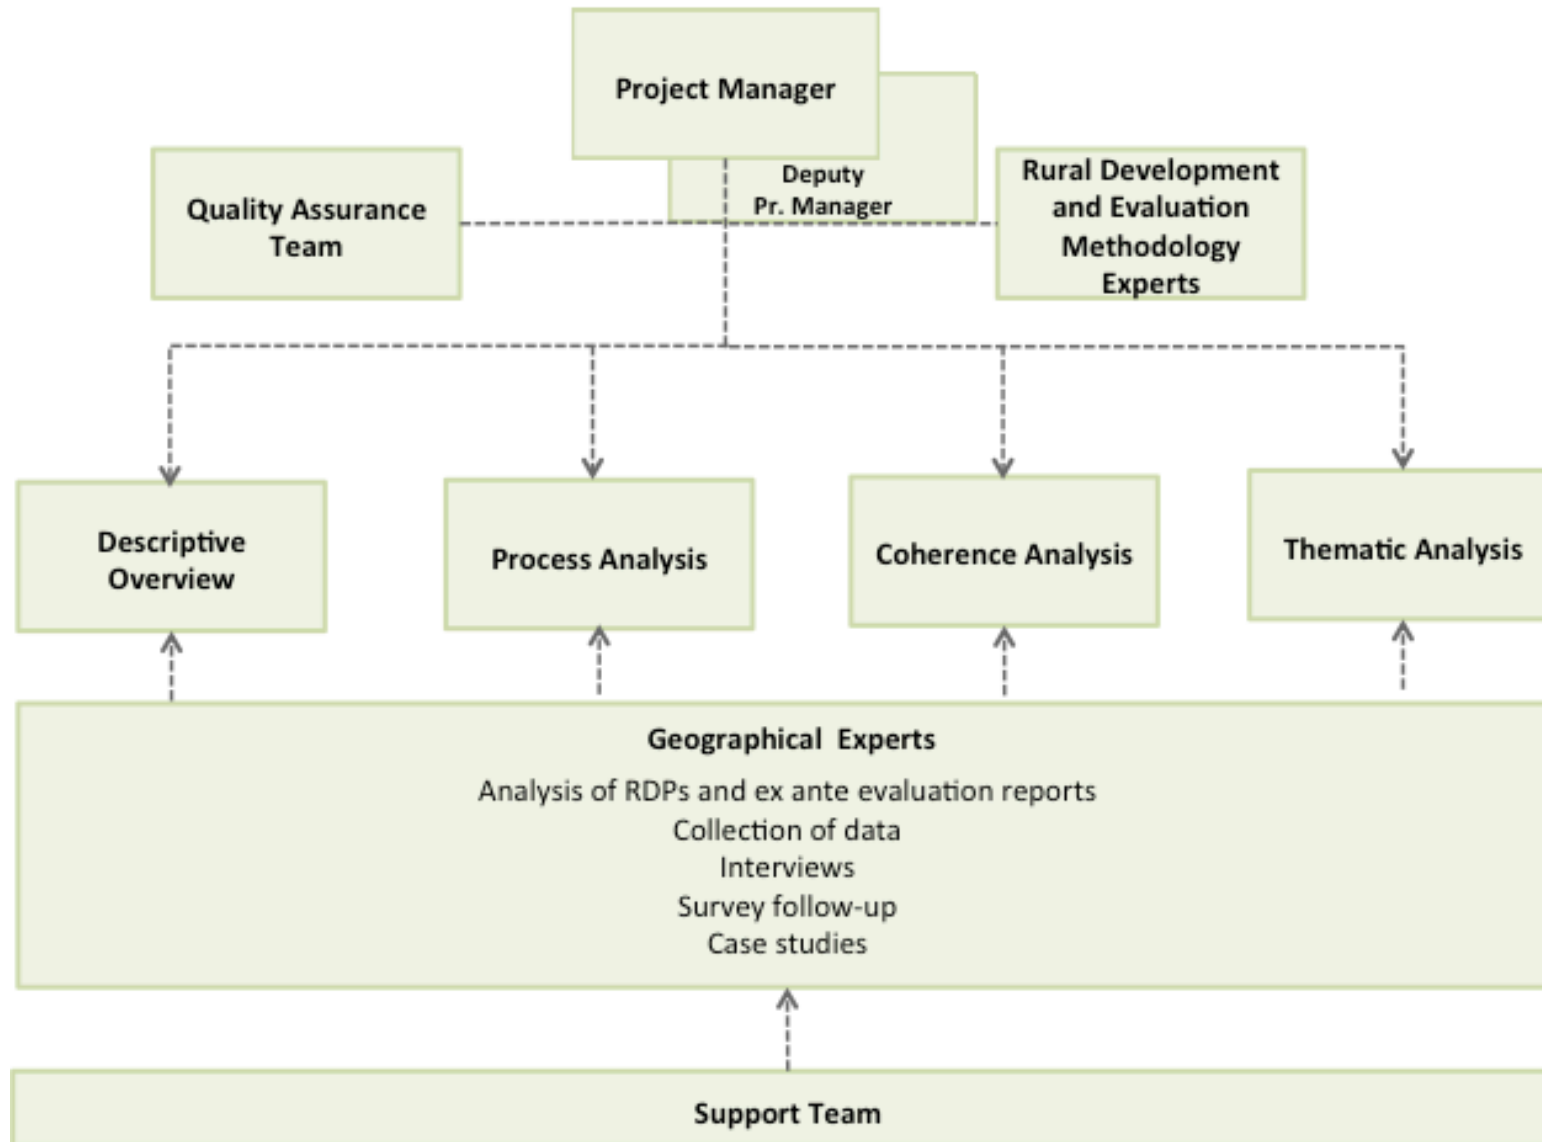 Project Manager
Deputy
Pr. Manager
Quality Assurance
Team
Rural Development
and Evaluation
Methodology
Experts
Descriptive
Overview
Process Analysis
Coherence Analysis
Thematic Analysis
Geographical Experts
Analysis of RDPs and ex ante evaluation reports
Collection of data
Interviews
Survey follow-up
Case studies
Support Team